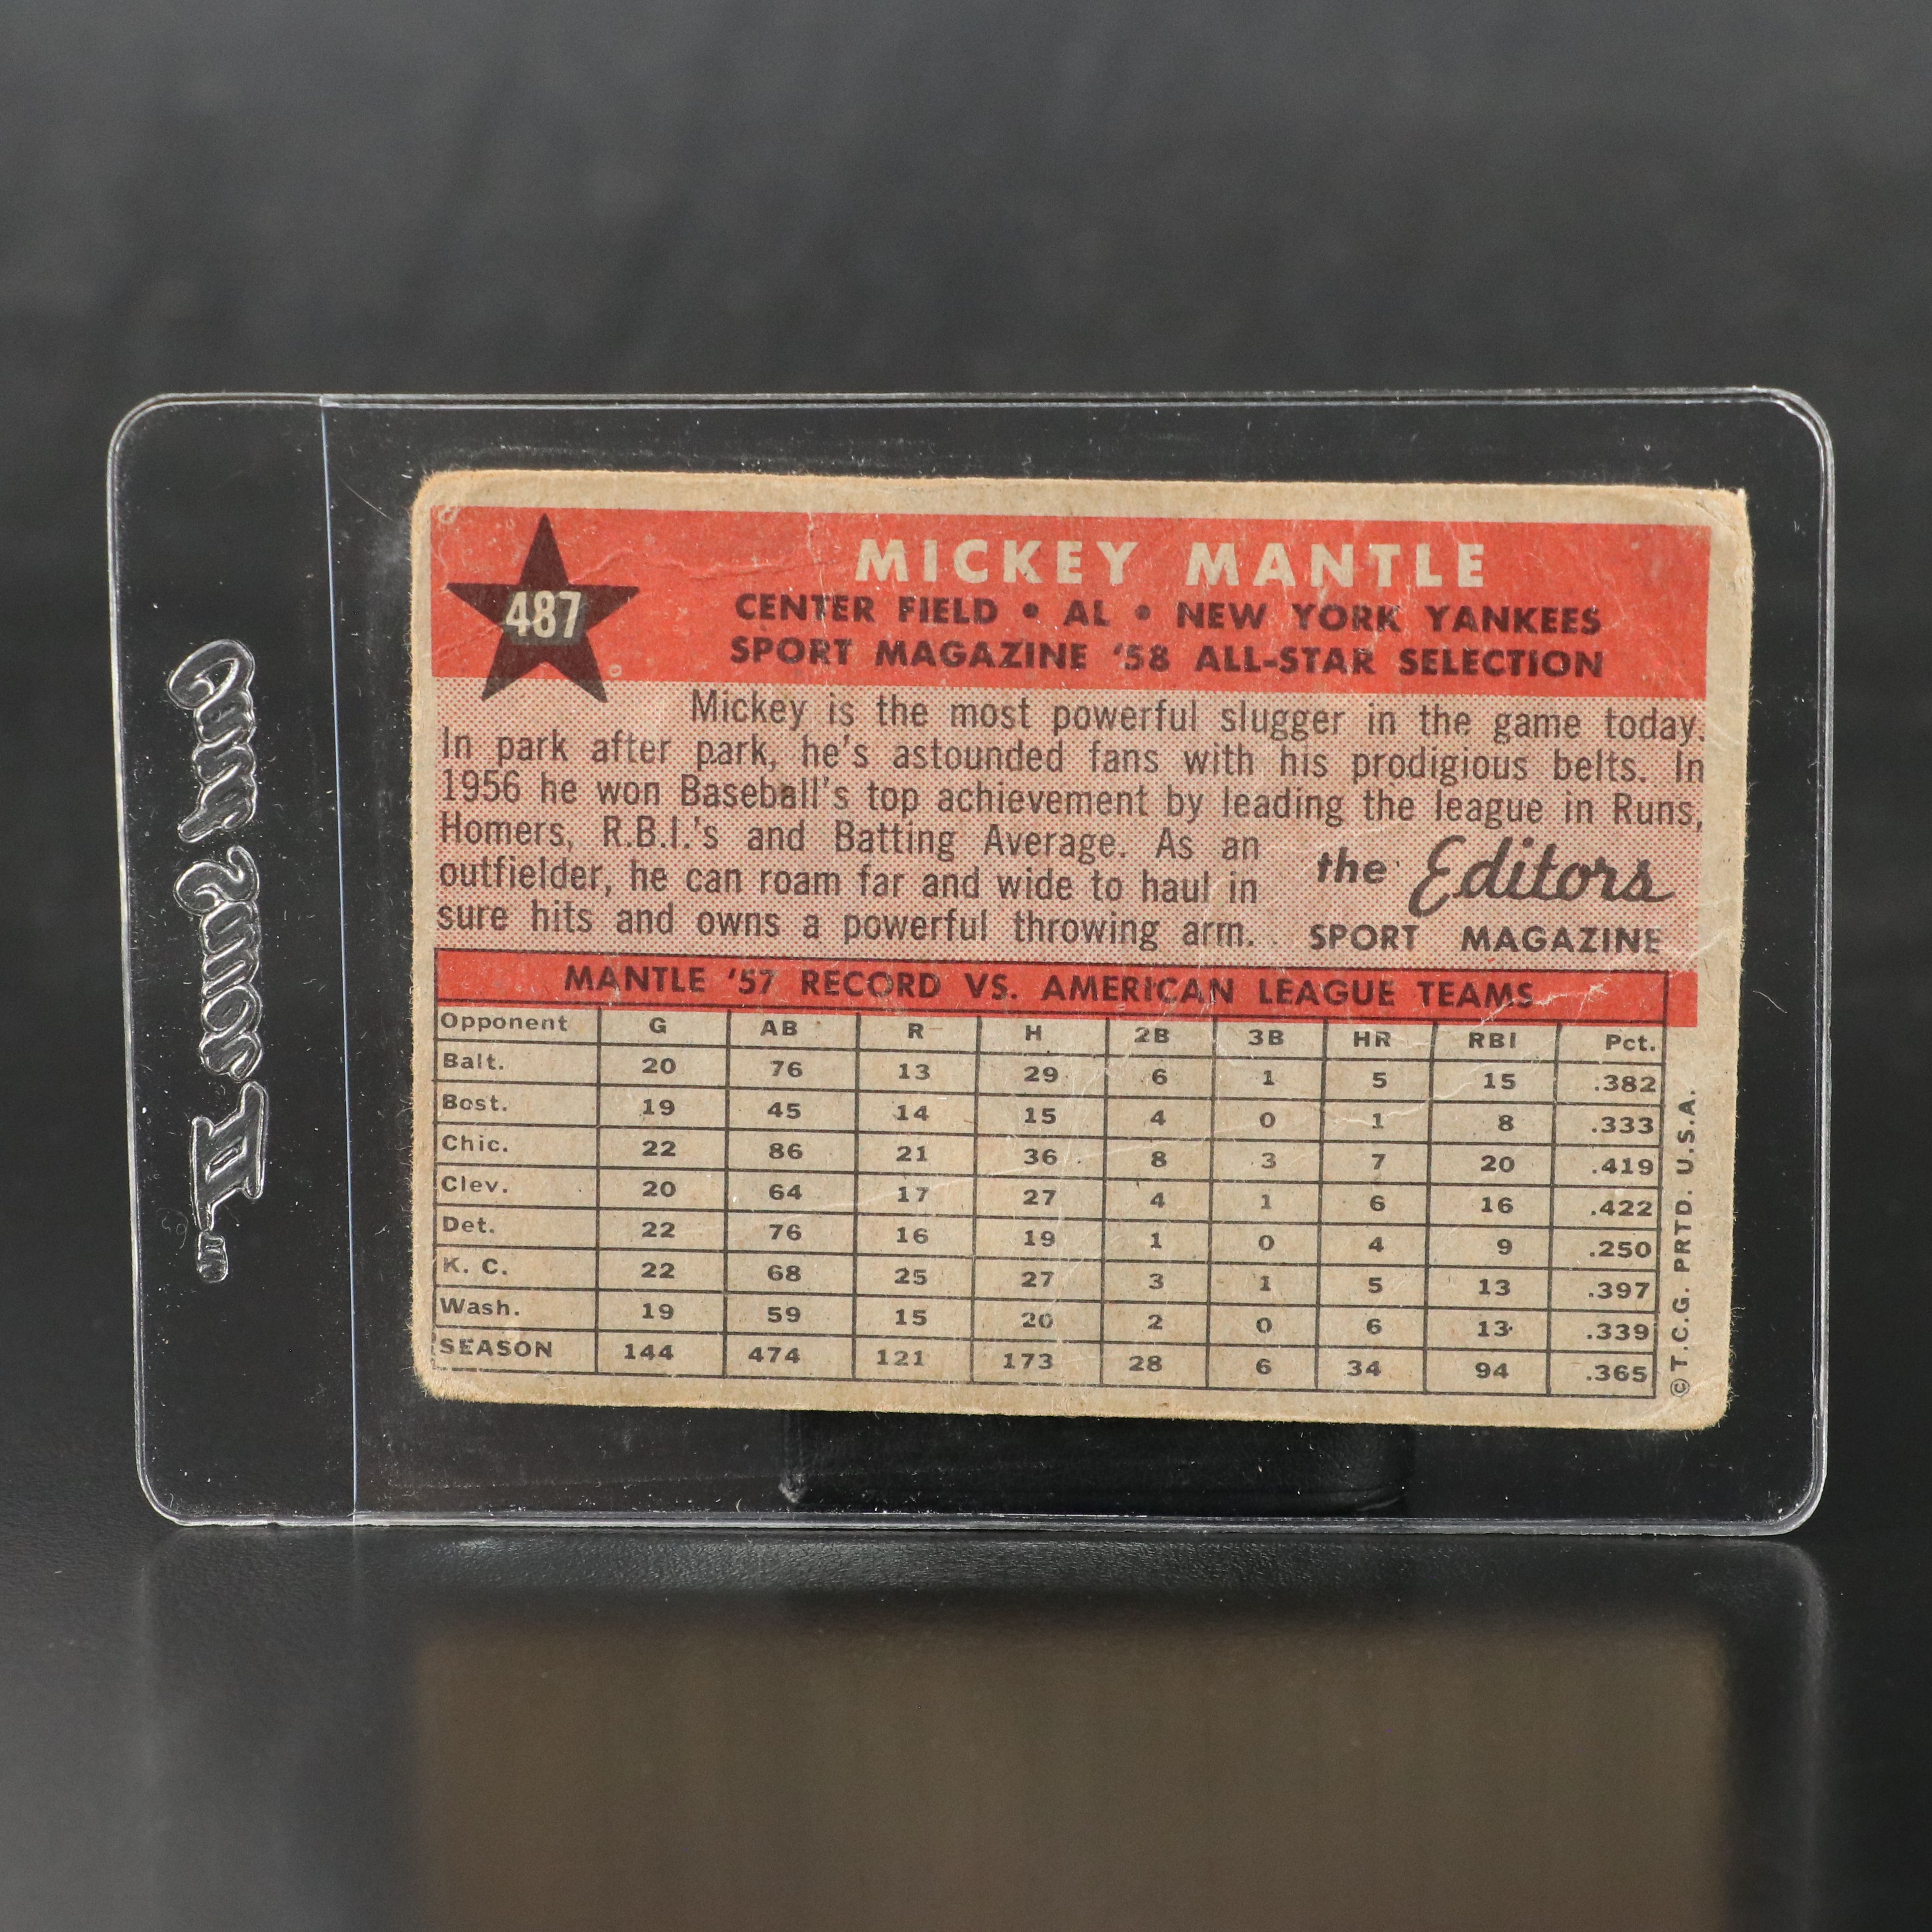 487
MICKEY MANTLE
CENTER FIELD • AL • NEW YORK YANKEES
SPORT MAGAZINE '58 ALL-STAR SELECTION
Mickey is the most powerful slugger in the game today.
In park after park, he's astounded fans with his prodigious belts. In
1956 he won Baseball's top achievement by leading the league in Runs,
Homers, R.B.I.'s and Batting Average. As an
outfielder, he can roam far and wide to haul in
sure hits and owns a powerful throwing arm.
the Editors
SPORT MAGAZINE
MANTLE '57 RECORD VS. AMERICAN LEAGUE TEAMS
Opponent G AB R H 2B 3B HR RBI Pct.
Balt. 20 76 13 29 6 1 5 15 .382
Bost. 19 45 14 15 4 0 1 8 .333
Chic. 22 86 21 36 8 3 7 20 .419
Clev. 20 64 17 27 4 1 6 16 .422
Det. 22 76 16 19 1 0 4 9 .250
K. C. 22 68 25 27 3 1 5 13 .397
Wash. 19 59 15 20 2 0 6 13 .339
SEASON 144 474 121 173 28 6 34 94 .365
© T.C.G. PRTD. U.S.A.